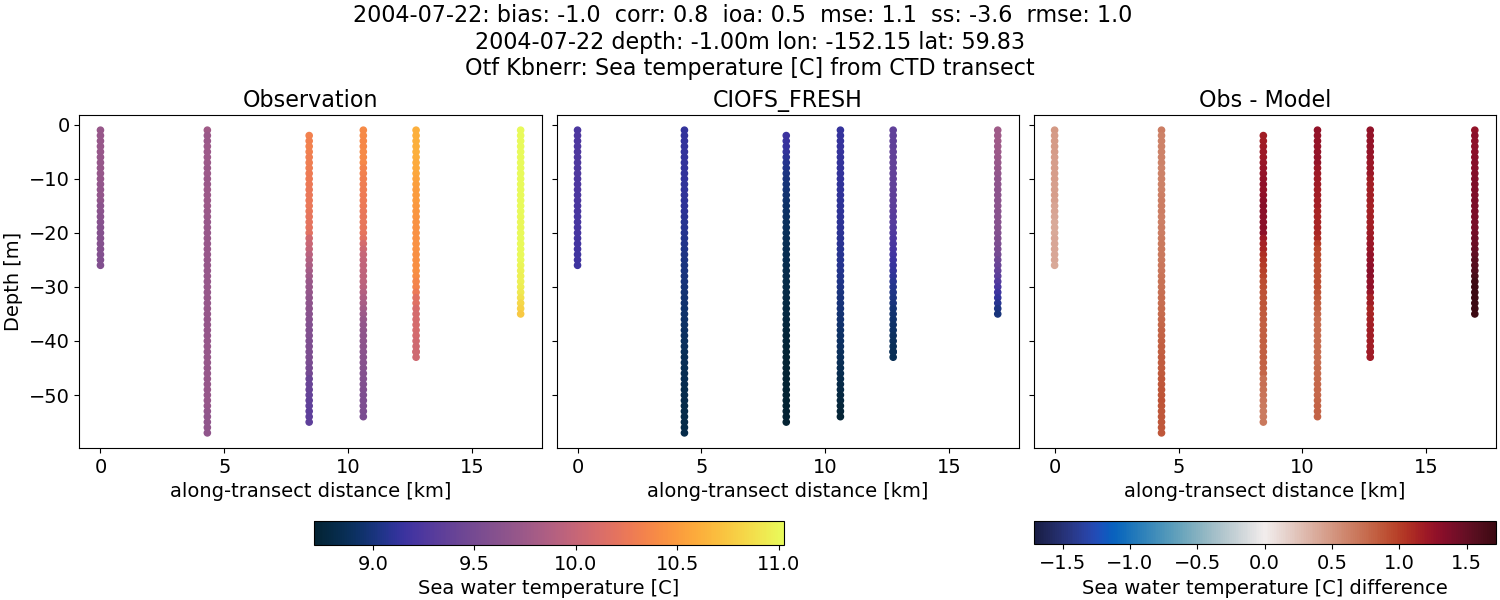 2004-07-22: bias: -1.0  corr: 0.8  ioa: 0.5  mse: 1.1  ss: -3.6  rmse: 1.0
2004-07-22 depth: -1.00m lon: -152.15 lat: 59.83
Otf Kbnerr: Sea temperature [C] from CTD transect
Observation
CIOFS_FRESH
Obs - Model
Depth [m]
0
−10
−20
−30
−40
−50
0 5 10 15
0 5 10 15
0 5 10 15
along-transect distance [km]
along-transect distance [km]
along-transect distance [km]
9.0 9.5 10.0 10.5 11.0
Sea water temperature [C]
−1.5 −1.0 −0.5 0.0 0.5 1.0 1.5
Sea water temperature [C] difference